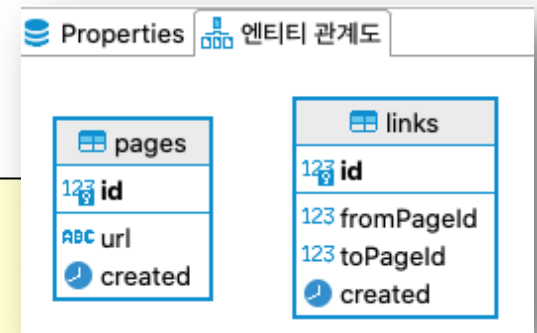 Properties 엔티티 관계도
pages
123 id
ABC url
created
links
123 id
123 fromPageId
123 toPageId
created